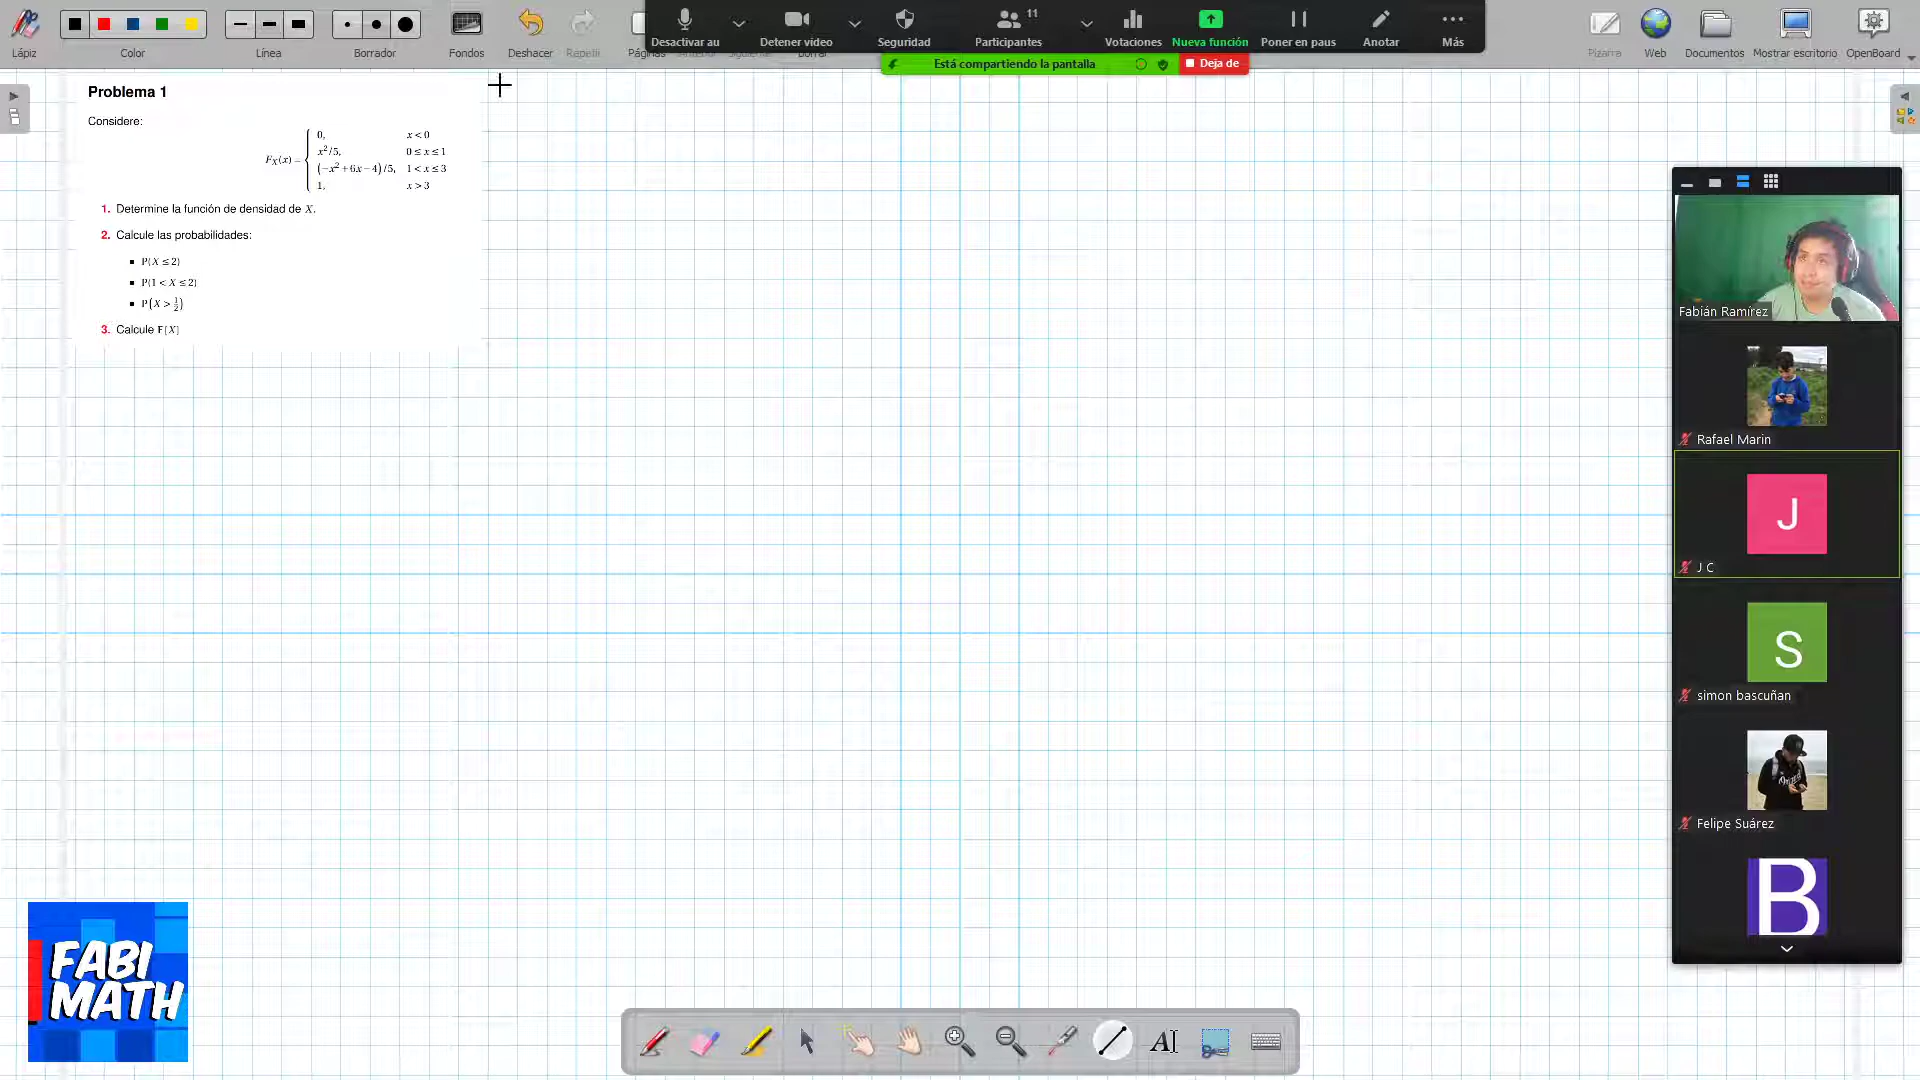 Lápiz
Color
Línea
Borrador
Fondos
Deshacer
Repetir
Desactivar au
Detener video
Seguridad
Participantes
11
Votaciones
Nueva función
Poner en paus
Anotar
Más
Pizarra
Web
Documentos
Mostrar escritorio
OpenBoard
Está compartiendo la pantalla
Deja de
Problema 1
Considere:
F_X(x) = { 0, x < 0
x²/5, 0 ≤ x ≤ 1
(−x² + 6x − 4)/5, 1 < x ≤ 3
1, x > 3
1. Determine la función de densidad de X.
2. Calcule las probabilidades:
▪ P(X ≤ 2)
▪ P(1 < X ≤ 2)
▪ P(X > 1/2)
3. Calcule E[X]
Fabián Ramírez
Rafael Marin
J
J C
S
simon bascuñan
Felipe Suárez
B
FABI
MATH